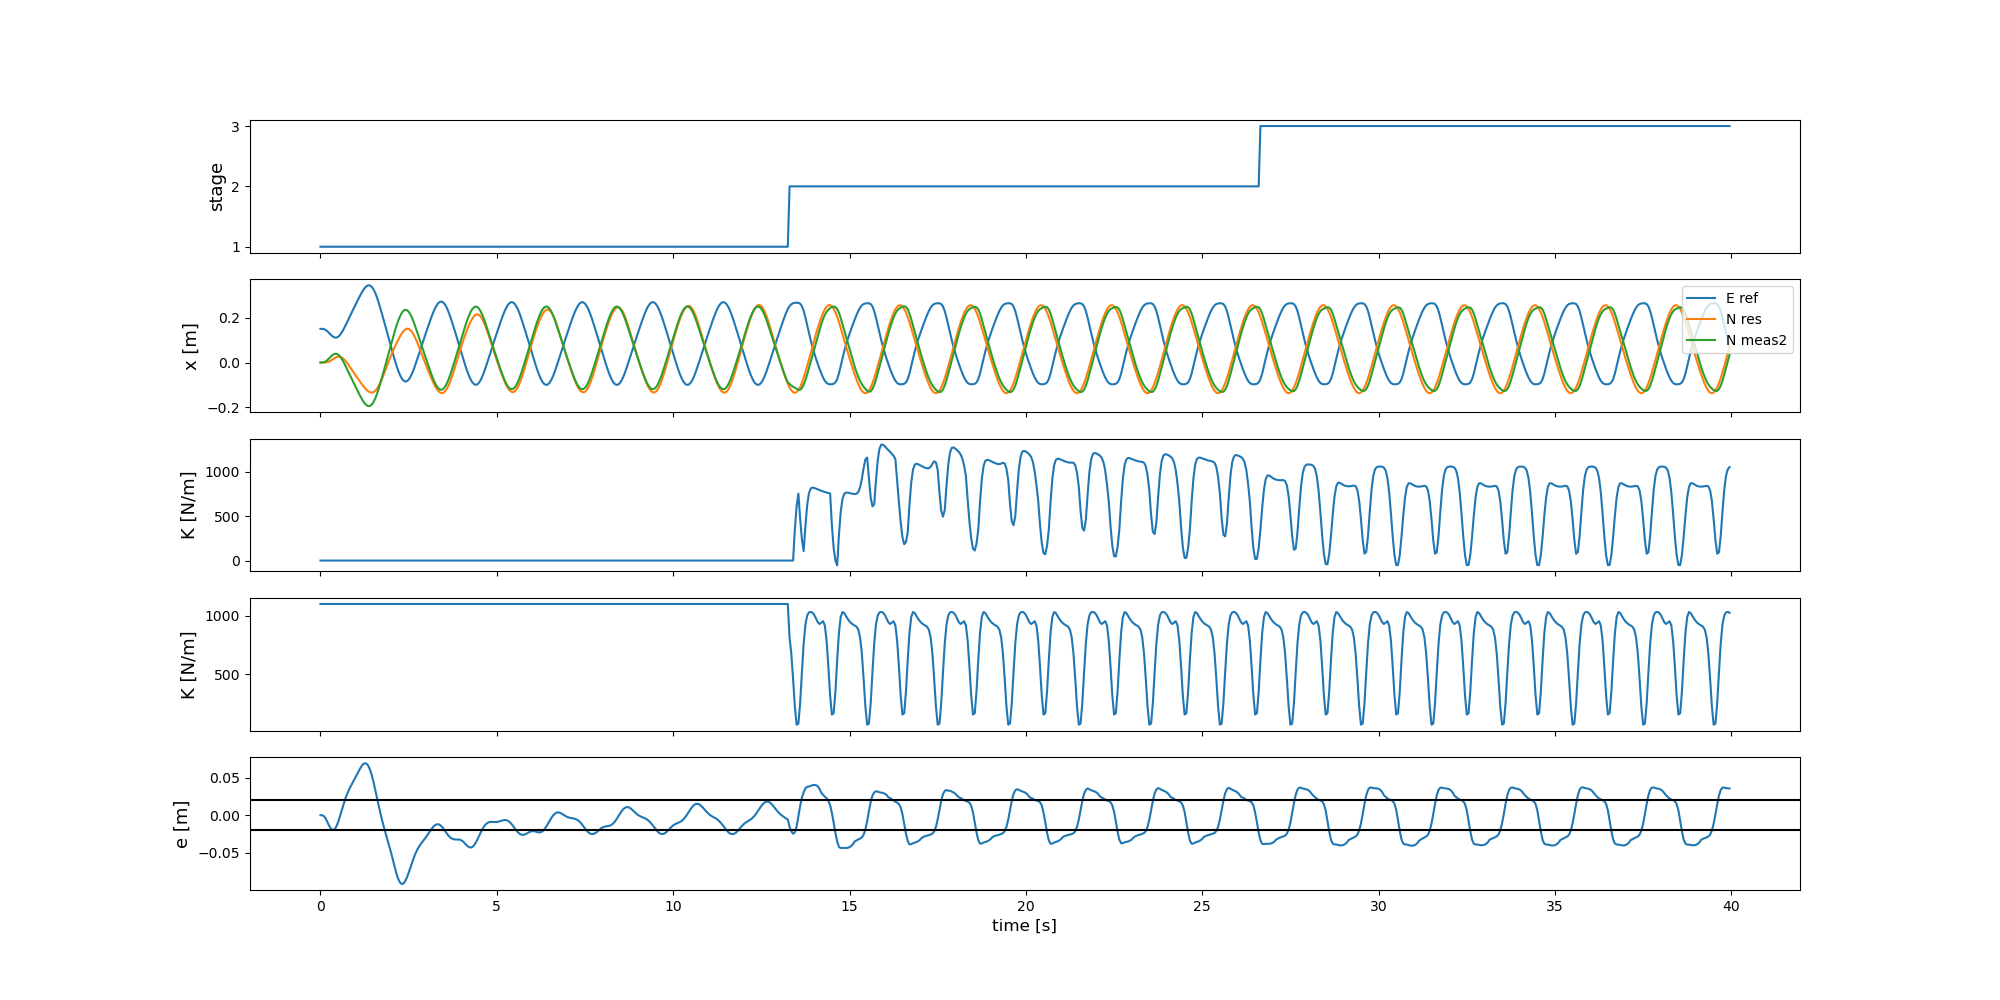 3
2
1
stage
0.2
0.0
−0.2
x [m]
E ref
N res
N meas2
1000
500
0
K [N/m]
1000
500
K [N/m]
0.05
0.00
−0.05
e [m]
0 5 10 15 20 25 30 35 40
time [s]